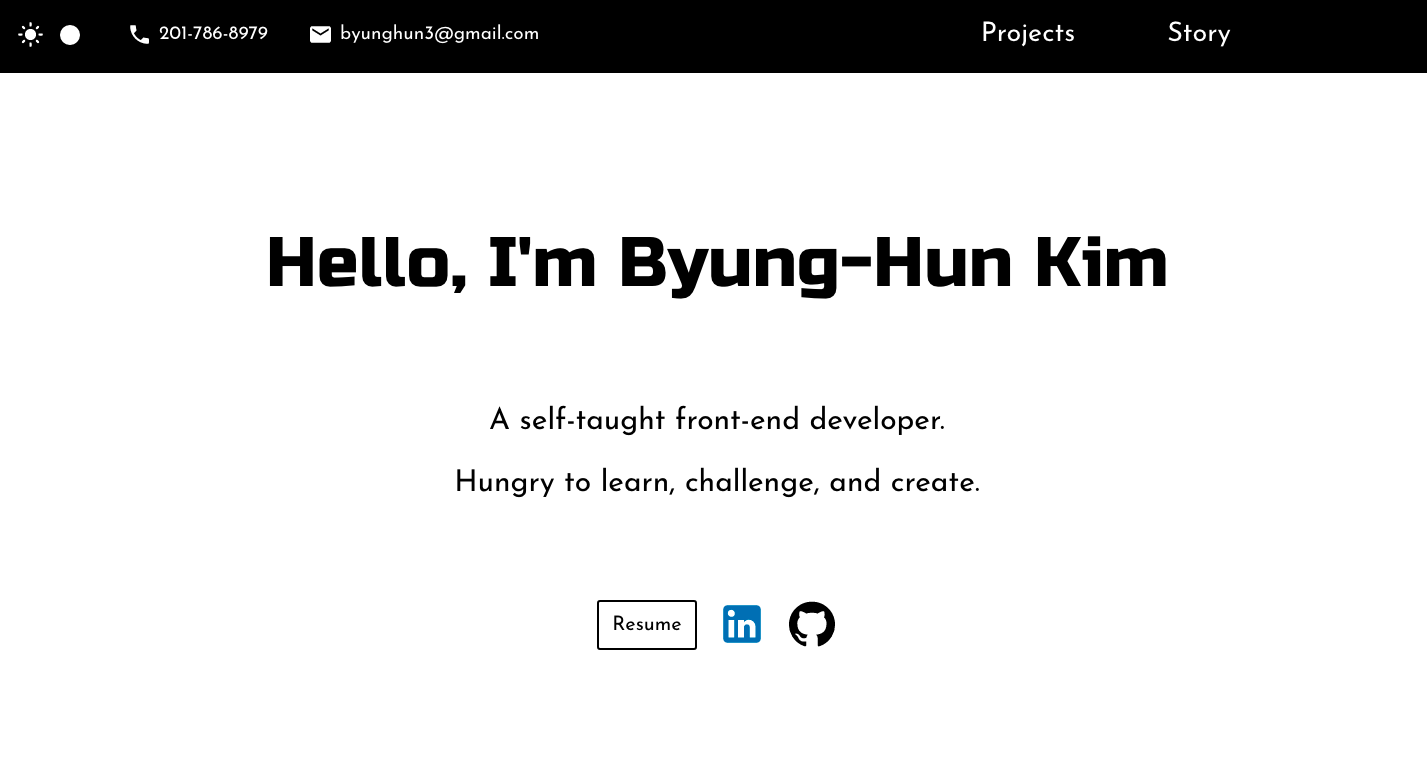 201-786-8979 byunghun3@gmail.com Projects Story
Hello, I'm Byung-Hun Kim
A self-taught front-end developer.
Hungry to learn, challenge, and create.
Resume in